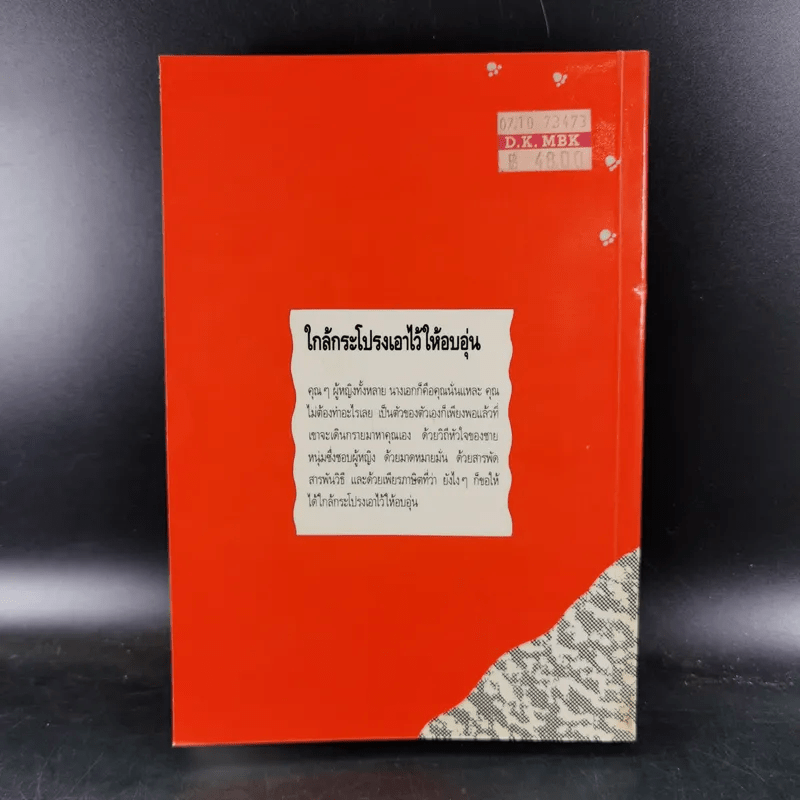 07.10 73473
D.K. MBK
฿ 48.00
ใกล้กระโปรงเอาไว้ให้อบอุ่น
คุณ ๆ ผู้หญิงทั้งหลาย นางเอกก็คือคุณนั่นแหละ คุณ
ไม่ต้องทำอะไรเลย เป็นตัวของตัวเองก็เพียงพอแล้วที่
เขาจะเดินกรายมาหาคุณเอง ด้วยวิถีหัวใจของชาย
หนุ่มซึ่งชอบผู้หญิง ด้วยมาดหมายมั่น ด้วยสารพัด
สารพันวิธี และด้วยเพียรภาษิตที่ว่า ยังไง ๆ ก็ขอให้
ได้ใกล้กระโปรงเอาไว้ให้อบอุ่น